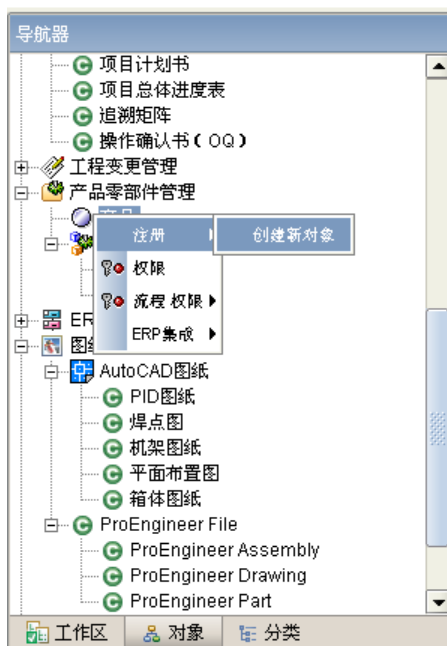 导航器
项目计划书
项目总体进度表
追溯矩阵
操作确认书(OQ)
工程变更管理
产品零部件管理
产品
注册
创建新对象
权限
流程 权限
ERP集成
ER
图纸
AutoCAD图纸
PID图纸
焊点图
机架图纸
平面布置图
箱体图纸
ProEngineer File
ProEngineer Assembly
ProEngineer Drawing
ProEngineer Part
工作区
对象
分类